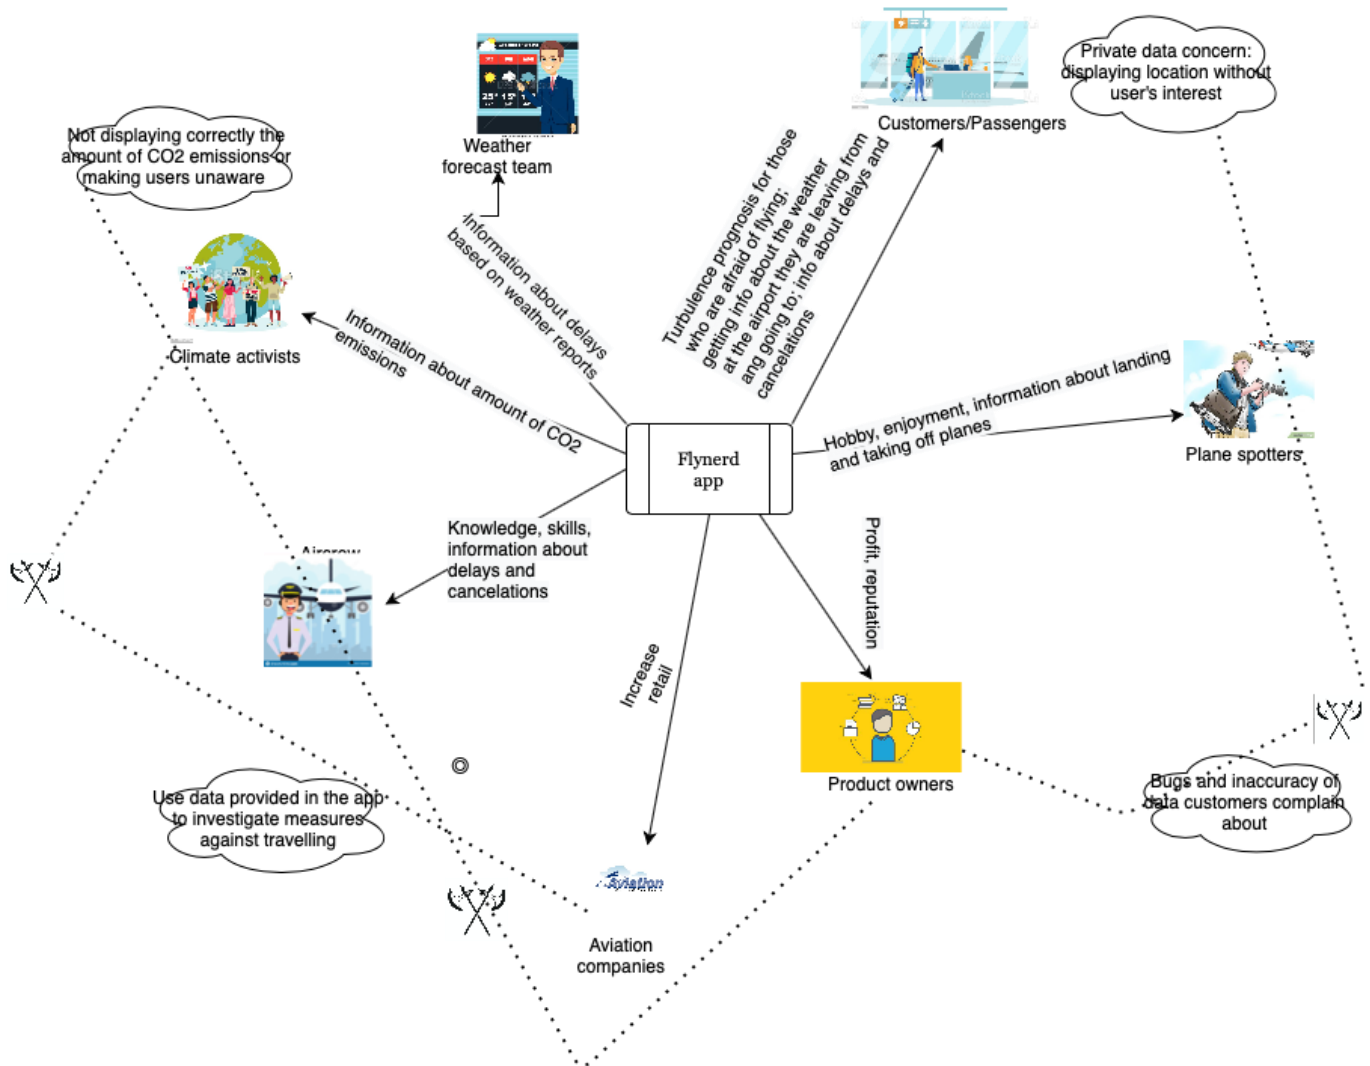 Private data concern:
displaying location without
user's interest
Customers/Passengers
Weather
forecast team
Not displaying correctly the
amount of CO2 emissions or
making users unaware
Turbulence prognosis for those
who are afraid of flying;
getting info about the weather
at the airport they are leaving from
ang going to; info about delays and
cancelations
Information about delays
based on weather reports
Climate activists
Information about amount of CO2
emissions
Hobby, enjoyment, information about landing
and taking off planes
Plane spotters
Flynerd
app
Knowledge, skills,
information about
delays and
cancelations
Aircrew
Profit, reputation
Increase
retail
Product owners
Bugs and inaccuracy of
data customers complain
about
Use data provided in the app
to investigate measures
against travelling
Aviation
Aviation
companies